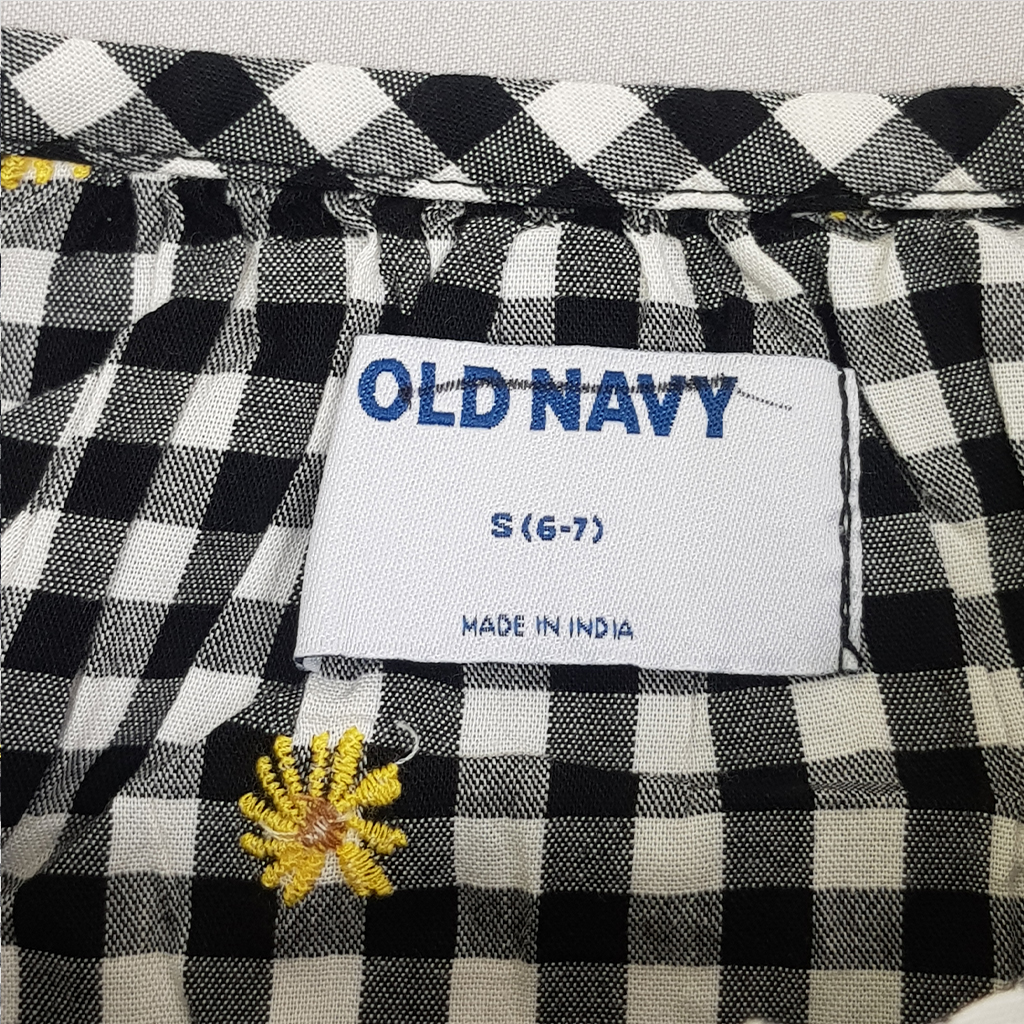 OLD NAVY
S (6-7)
MADE IN INDIA